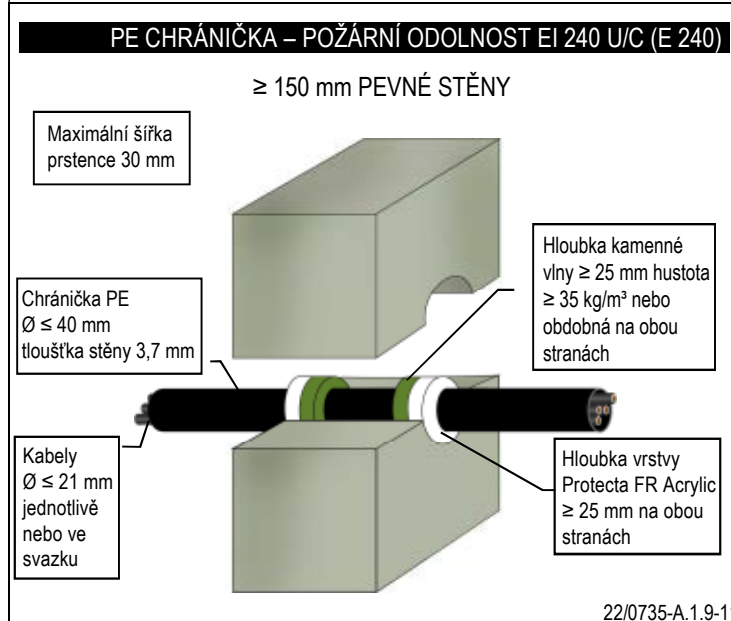 PE CHRÁNIČKA – POŽÁRNÍ ODOLNOST EI 240 U/C (E 240)
≥ 150 mm PEVNÉ STĚNY
Maximální šířka
prstence 30 mm
Hloubka kamenné
vlny ≥ 25 mm hustota
≥ 35 kg/m³ nebo
obdobná na obou
stranách
Chránička PE
Ø ≤ 40 mm
tloušťka stěny 3,7 mm
Kabely
Ø ≤ 21 mm
jednotlivě
nebo ve
svazku
Hloubka vrstvy
Protecta FR Acrylic
≥ 25 mm na obou
stranách